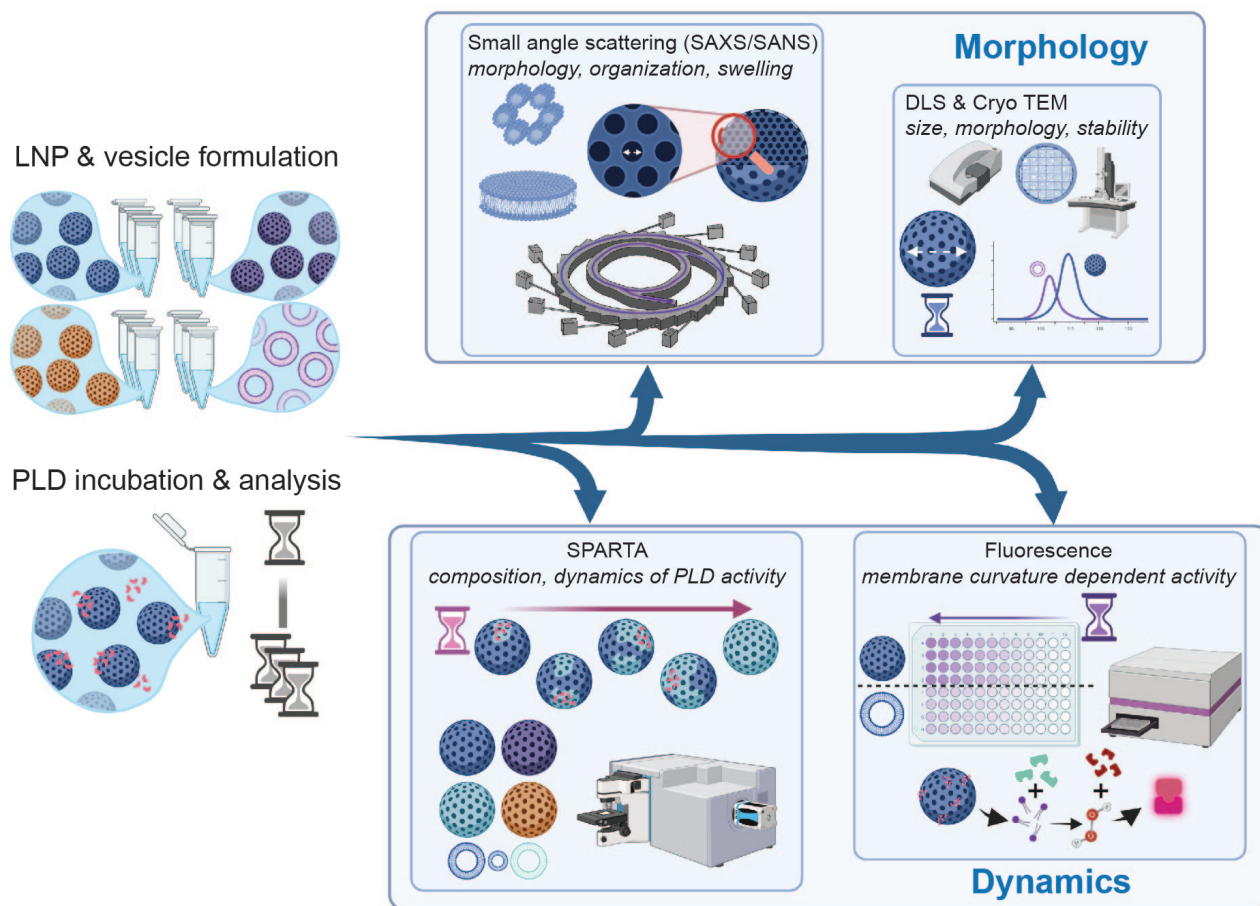 LNP & vesicle formulation
PLD incubation & analysis
Morphology
Small angle scattering (SAXS/SANS)
morphology, organization, swelling
DLS & Cryo TEM
size, morphology, stability
SPARTA
composition, dynamics of PLD activity
Fluorescence
membrane curvature dependent activity
+
+
Dynamics